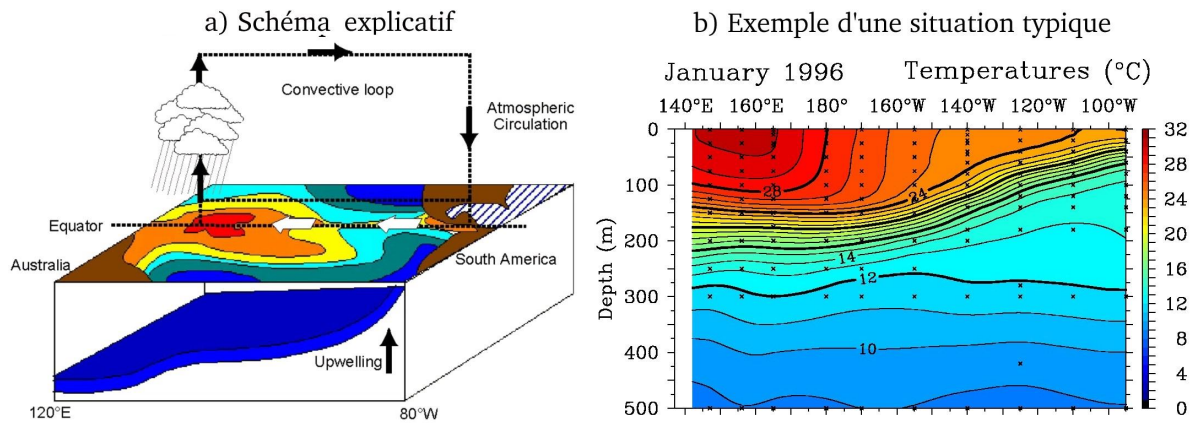 a) Schéma explicatif
Convective loop
Atmospheric
Circulation
Equator
Australia
South America
Upwelling
120°E
80°W
b) Exemple d'une situation typique
January 1996
Temperatures (°C)
140°E 160°E 180° 160°W 140°W 120°W 100°W
0
100
200
300
400
500
Depth (m)
28
24
14
12
10
32
28
24
20
16
12
8
4
0